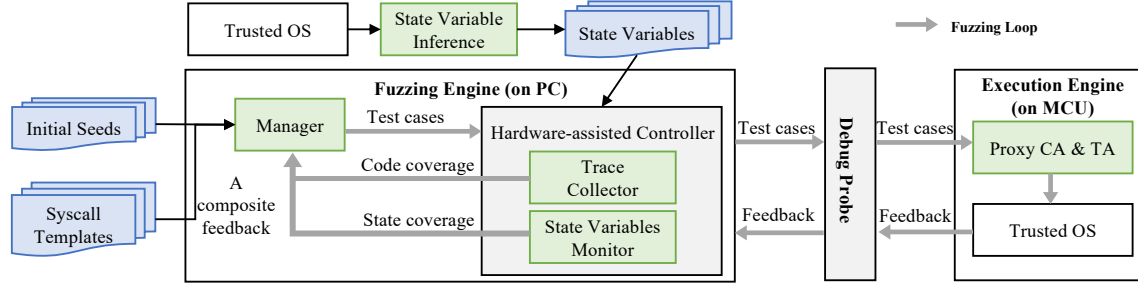 Trusted OS
State Variable
Inference
State Variables
Fuzzing Loop
Fuzzing Engine (on PC)
Execution Engine
(on MCU)
Initial Seeds
Syscall
Templates
Manager
Test cases
Hardware-assisted Controller
Code coverage
Trace
Collector
A
composite
feedback
State coverage
State Variables
Monitor
Test cases
Feedback
Debug Probe
Test cases
Feedback
Proxy CA & TA
Trusted OS